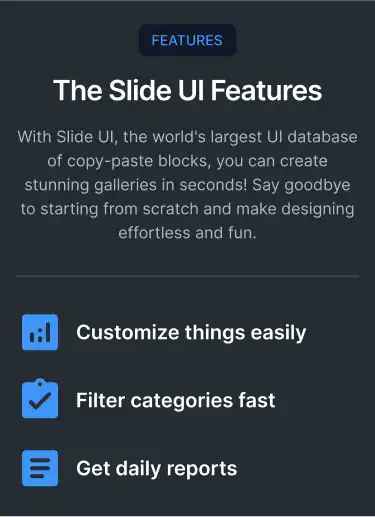 FEATURES
The Slide UI Features
With Slide UI, the world's largest UI database
of copy-paste blocks, you can create
stunning galleries in seconds! Say goodbye
to starting from scratch and make designing
effortless and fun.
Customize things easily
Filter categories fast
Get daily reports